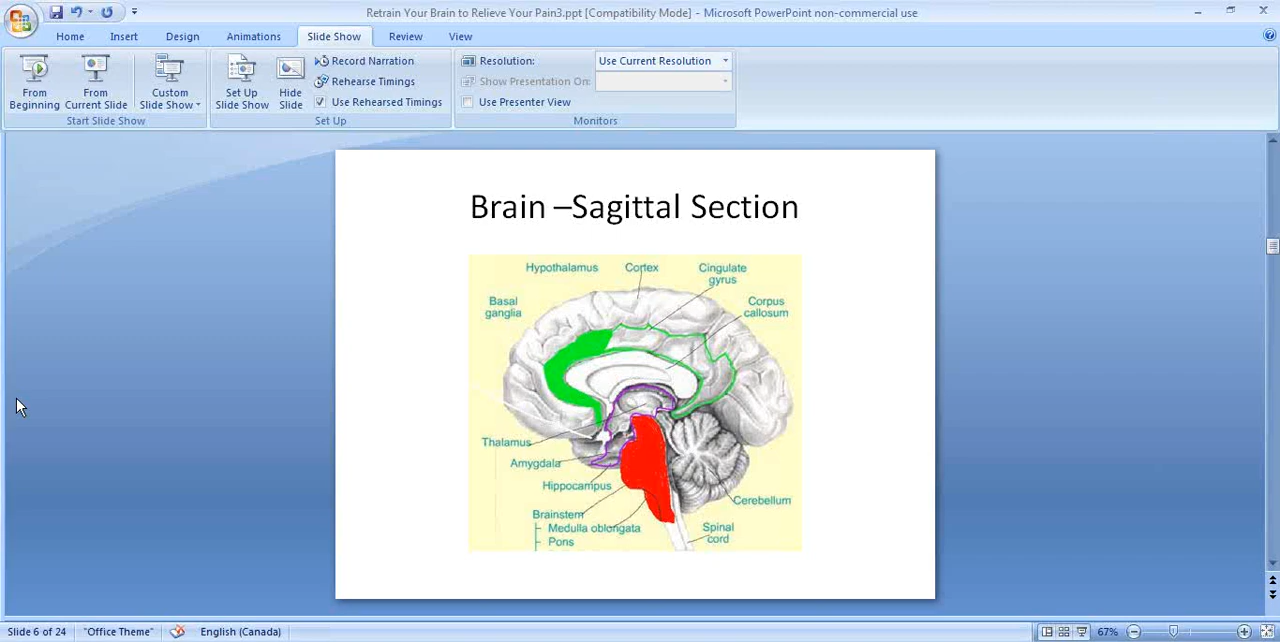 Retrain Your Brain to Relieve Your Pain3.ppt [Compatibility Mode] - Microsoft PowerPoint non-commercial use
Home Insert Design Animations Slide Show Review View
From Beginning
From Current Slide
Custom Slide Show
Start Slide Show
Set Up Slide Show
Hide Slide
Record Narration
Rehearse Timings
Use Rehearsed Timings
Set Up
Resolution: Use Current Resolution
Show Presentation On:
Use Presenter View
Monitors
Brain –Sagittal Section
Hypothalamus
Cortex
Cingulate
gyrus
Basal
ganglia
Corpus
callosum
Thalamus
Amygdala
Hippocampus
Brainstem
Medulla oblongata
Pons
Cerebellum
Spinal
cord
Slide 6 of 24 "Office Theme" English (Canada) 67%